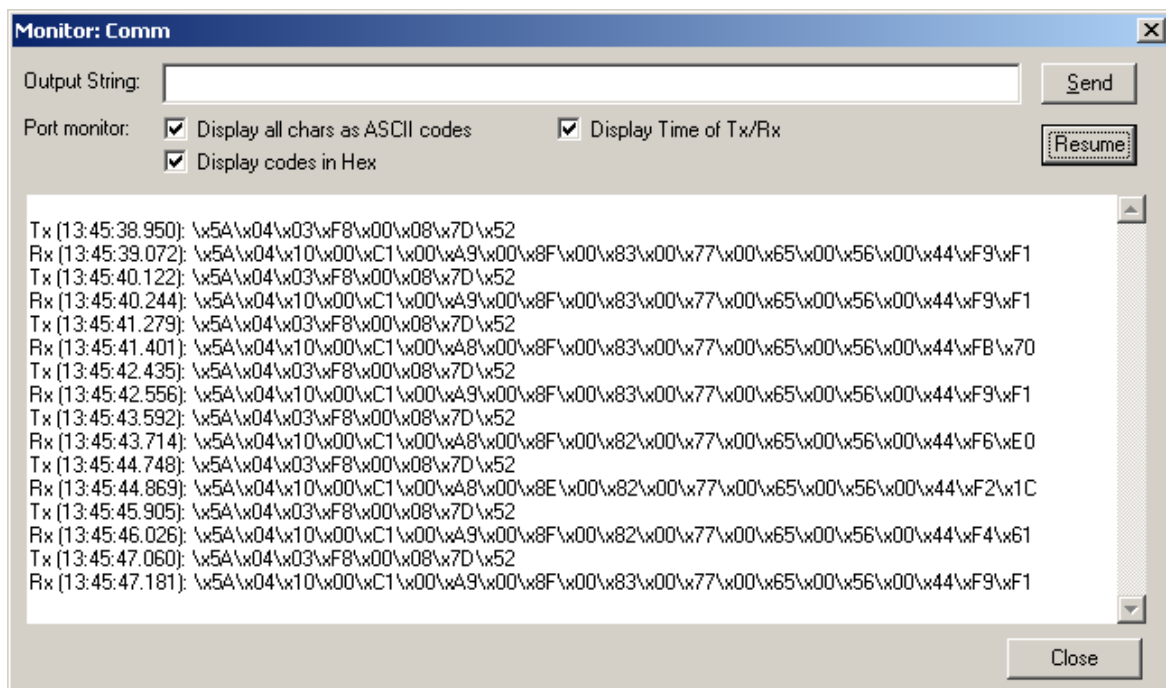 Monitor: Comm
Output String:
Send
Port monitor:
Display all chars as ASCII codes
Display Time of Tx/Rx
Resume
Display codes in Hex
Tx (13:45:38.950): \x5A\x04\x03\xF8\x00\x08\x7D\x52
Rx (13:45:39.072): \x5A\x04\x10\x00\xC1\x00\xA9\x00\x8F\x00\x83\x00\x77\x00\x65\x00\x56\x00\x44\xF9\xF1
Tx (13:45:40.122): \x5A\x04\x03\xF8\x00\x08\x7D\x52
Rx (13:45:40.244): \x5A\x04\x10\x00\xC1\x00\xA9\x00\x8F\x00\x83\x00\x77\x00\x65\x00\x56\x00\x44\xF9\xF1
Tx (13:45:41.279): \x5A\x04\x03\xF8\x00\x08\x7D\x52
Rx (13:45:41.401): \x5A\x04\x10\x00\xC1\x00\xA8\x00\x8F\x00\x83\x00\x77\x00\x65\x00\x56\x00\x44\xFB\x70
Tx (13:45:42.435): \x5A\x04\x03\xF8\x00\x08\x7D\x52
Rx (13:45:42.556): \x5A\x04\x10\x00\xC1\x00\xA9\x00\x8F\x00\x83\x00\x77\x00\x65\x00\x56\x00\x44\xF9\xF1
Tx (13:45:43.592): \x5A\x04\x03\xF8\x00\x08\x7D\x52
Rx (13:45:43.714): \x5A\x04\x10\x00\xC1\x00\xA8\x00\x8F\x00\x82\x00\x77\x00\x65\x00\x56\x00\x44\xF6\xE0
Tx (13:45:44.748): \x5A\x04\x03\xF8\x00\x08\x7D\x52
Rx (13:45:44.869): \x5A\x04\x10\x00\xC1\x00\xA8\x00\x8E\x00\x82\x00\x77\x00\x65\x00\x56\x00\x44\xF2\x1C
Tx (13:45:45.905): \x5A\x04\x03\xF8\x00\x08\x7D\x52
Rx (13:45:46.026): \x5A\x04\x10\x00\xC1\x00\xA9\x00\x8F\x00\x82\x00\x77\x00\x65\x00\x56\x00\x44\xF4\x61
Tx (13:45:47.060): \x5A\x04\x03\xF8\x00\x08\x7D\x52
Rx (13:45:47.181): \x5A\x04\x10\x00\xC1\x00\xA9\x00\x8F\x00\x83\x00\x77\x00\x65\x00\x56\x00\x44\xF9\xF1
Close